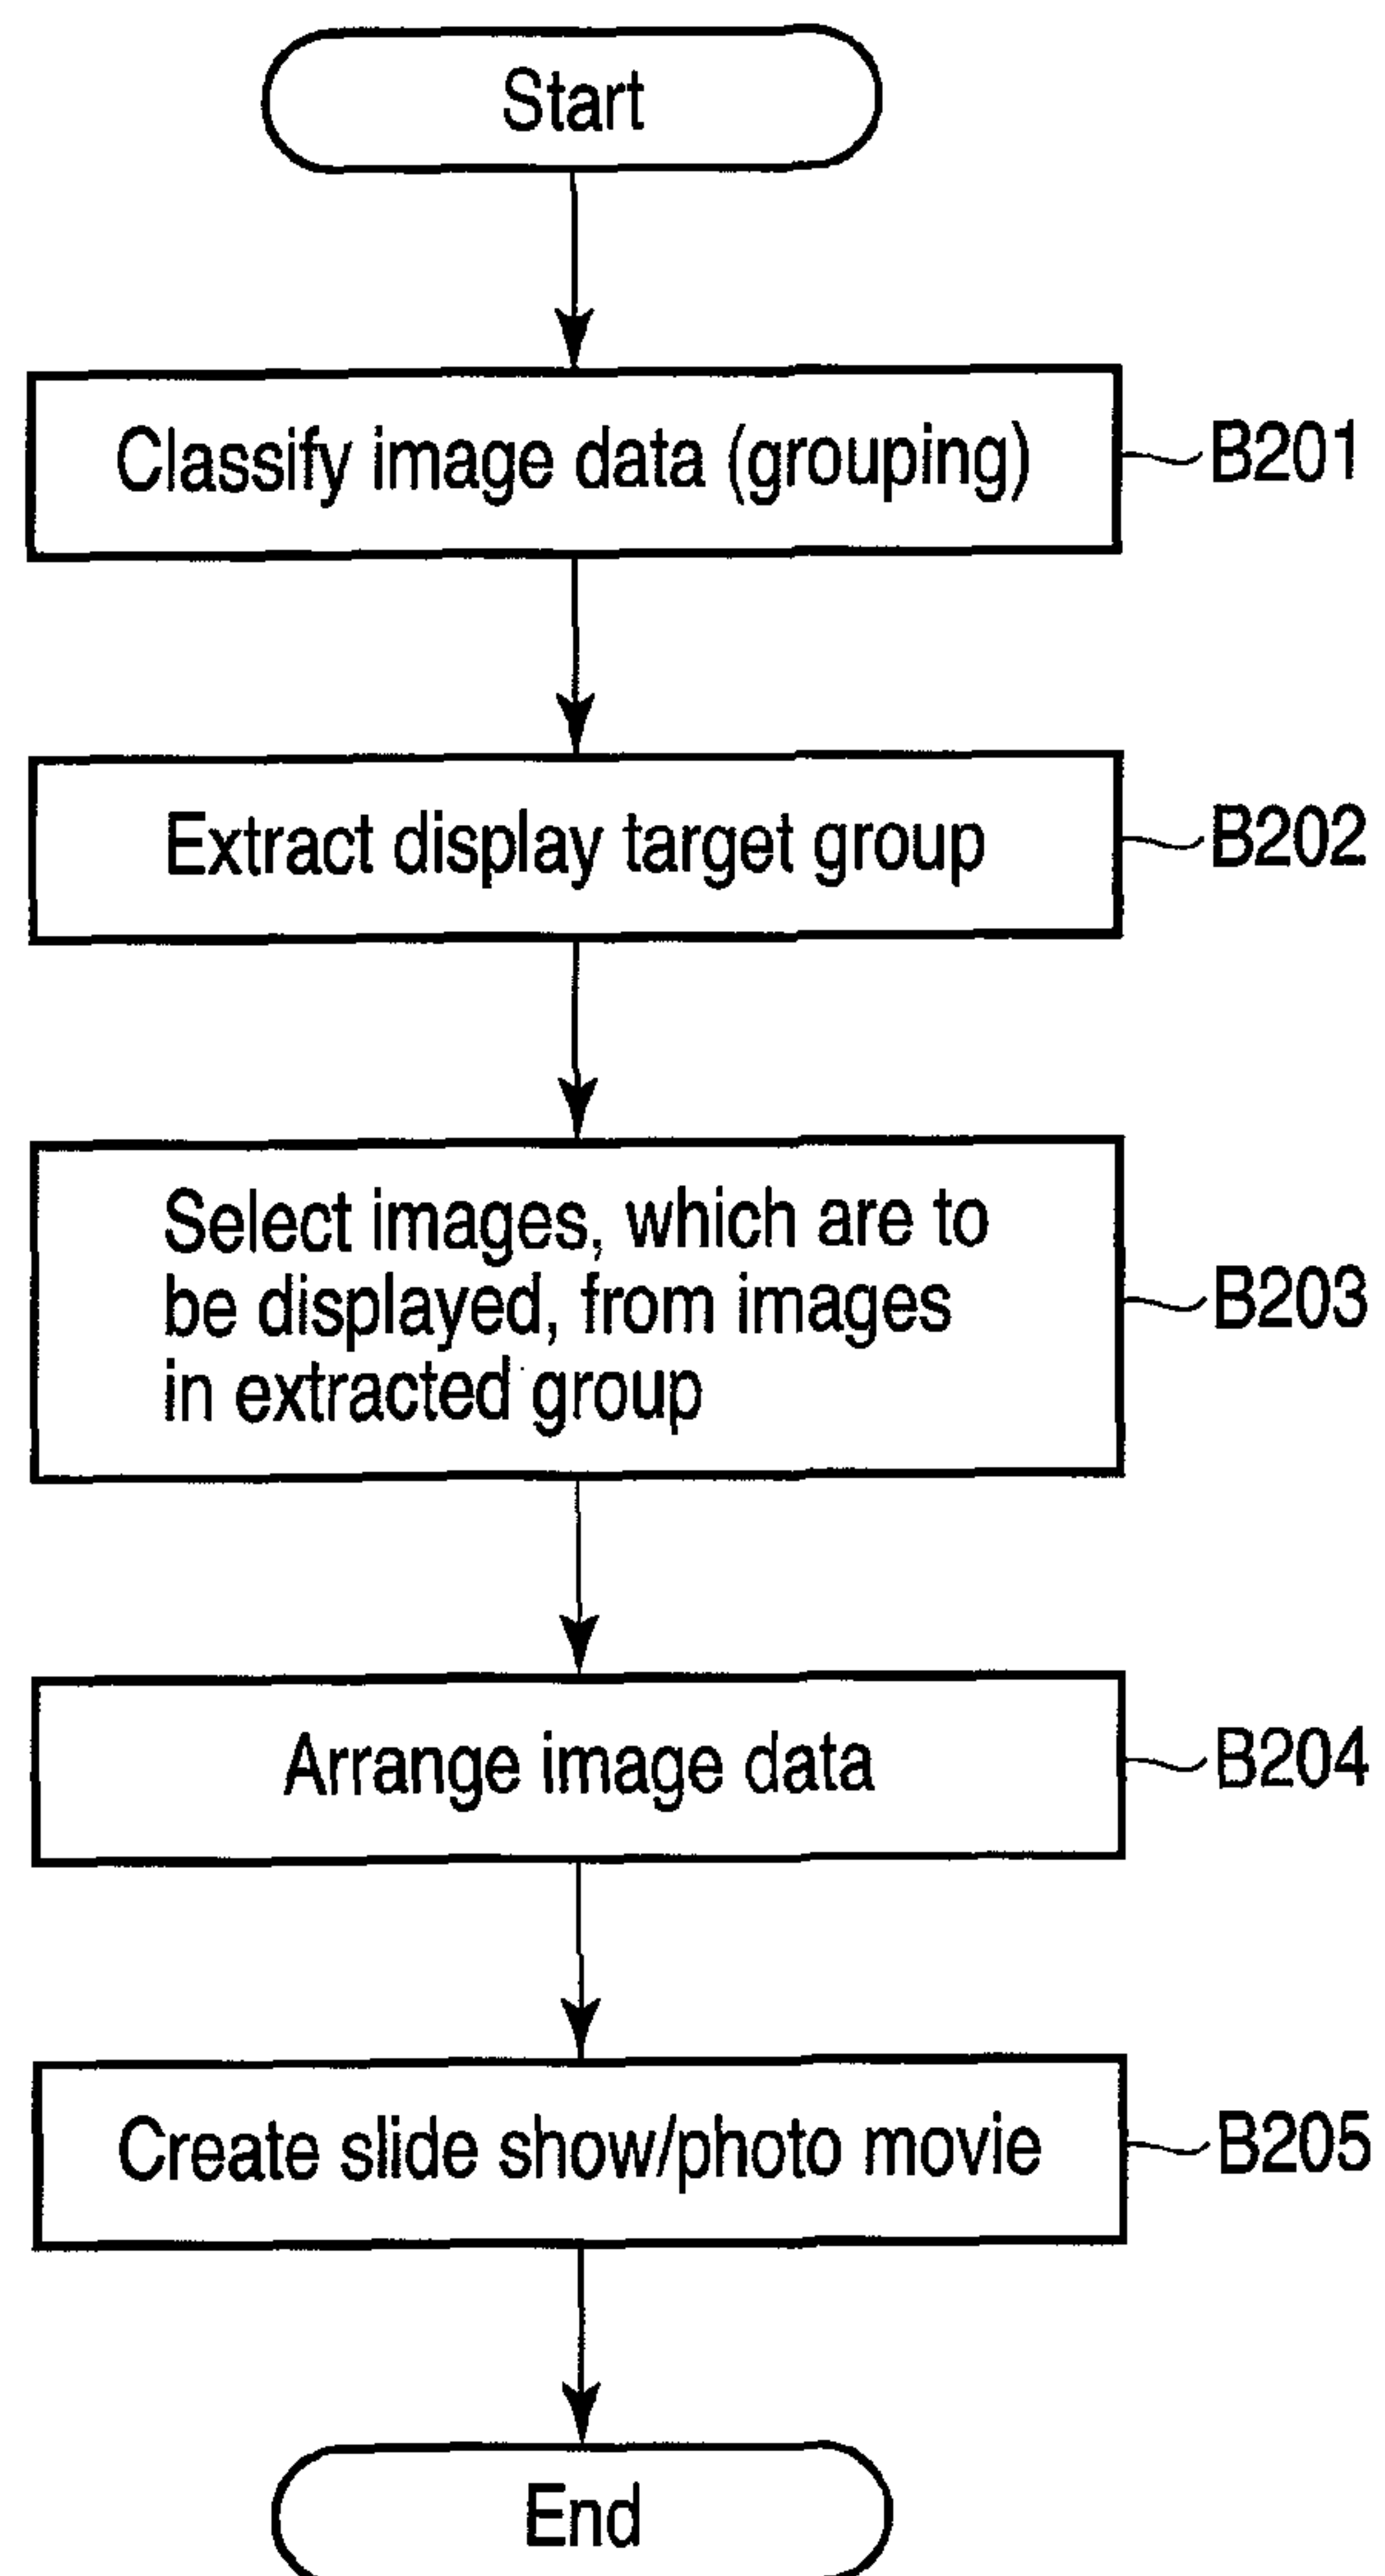 Start
Classify image data (grouping)
B201
Extract display target group
B202
Select images, which are to
be displayed, from images
in extracted group
B203
Arrange image data
B204
Create slide show/photo movie
B205
End